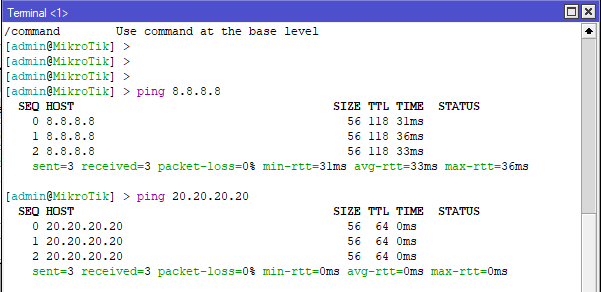 Terminal <1>
/command Use command at the base level
[admin@MikroTik] >
[admin@MikroTik] >
[admin@MikroTik] >
[admin@MikroTik] > ping 8.8.8.8
SEQ HOST SIZE TTL TIME STATUS
0 8.8.8.8 56 118 31ms
1 8.8.8.8 56 118 36ms
2 8.8.8.8 56 118 33ms
sent=3 received=3 packet-loss=0% min-rtt=31ms avg-rtt=33ms max-rtt=36ms
[admin@MikroTik] > ping 20.20.20.20
SEQ HOST SIZE TTL TIME STATUS
0 20.20.20.20 56 64 0ms
1 20.20.20.20 56 64 0ms
2 20.20.20.20 56 64 0ms
sent=3 received=3 packet-loss=0% min-rtt=0ms avg-rtt=0ms max-rtt=0ms